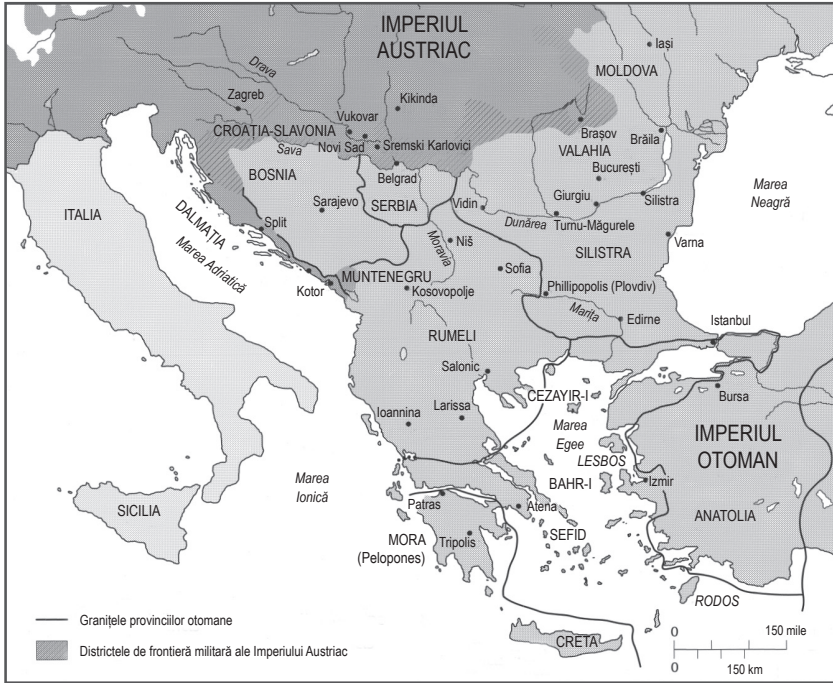 IMPERIUL
AUSTRIAC
Iași
MOLDOVA
Drava
Zagreb
Kikinda
Vukovar
CROAȚIA-SLAVONIA
Novi Sad
Sremski Karlovici
Brașov
Brăila
VALAHIA
Sava
BOSNIA
Belgrad
București
Marea
Neagră
SERBIA
Giurgiu
Silistra
ITALIA
Sarajevo
Vidin
Dunărea
Turnu-Măgurele
DALMAȚIA
Split
Moravia
Niš
SILISTRA
Varna
Marea Adriatică
Sofia
MUNTENEGRU
Kotor
Kosovopolje
Phillipopolis (Plovdiv)
Marița
Edirne
Istanbul
RUMELI
Salonic
CEZAYIR-I
Bursa
Ioannina
Larissa
Marea
Egee
IMPERIUL
OTOMAN
LESBOS
Marea
Ionică
BAHR-I
Izmir
SICILIA
Patras
Atena
ANATOLIA
MORA
(Pelopones)
Tripolis
SEFID
RODOS
CRETA
Granițele provinciilor otomane
Districtele de frontieră militară ale Imperiului Austriac
0 150 mile
0 150 km